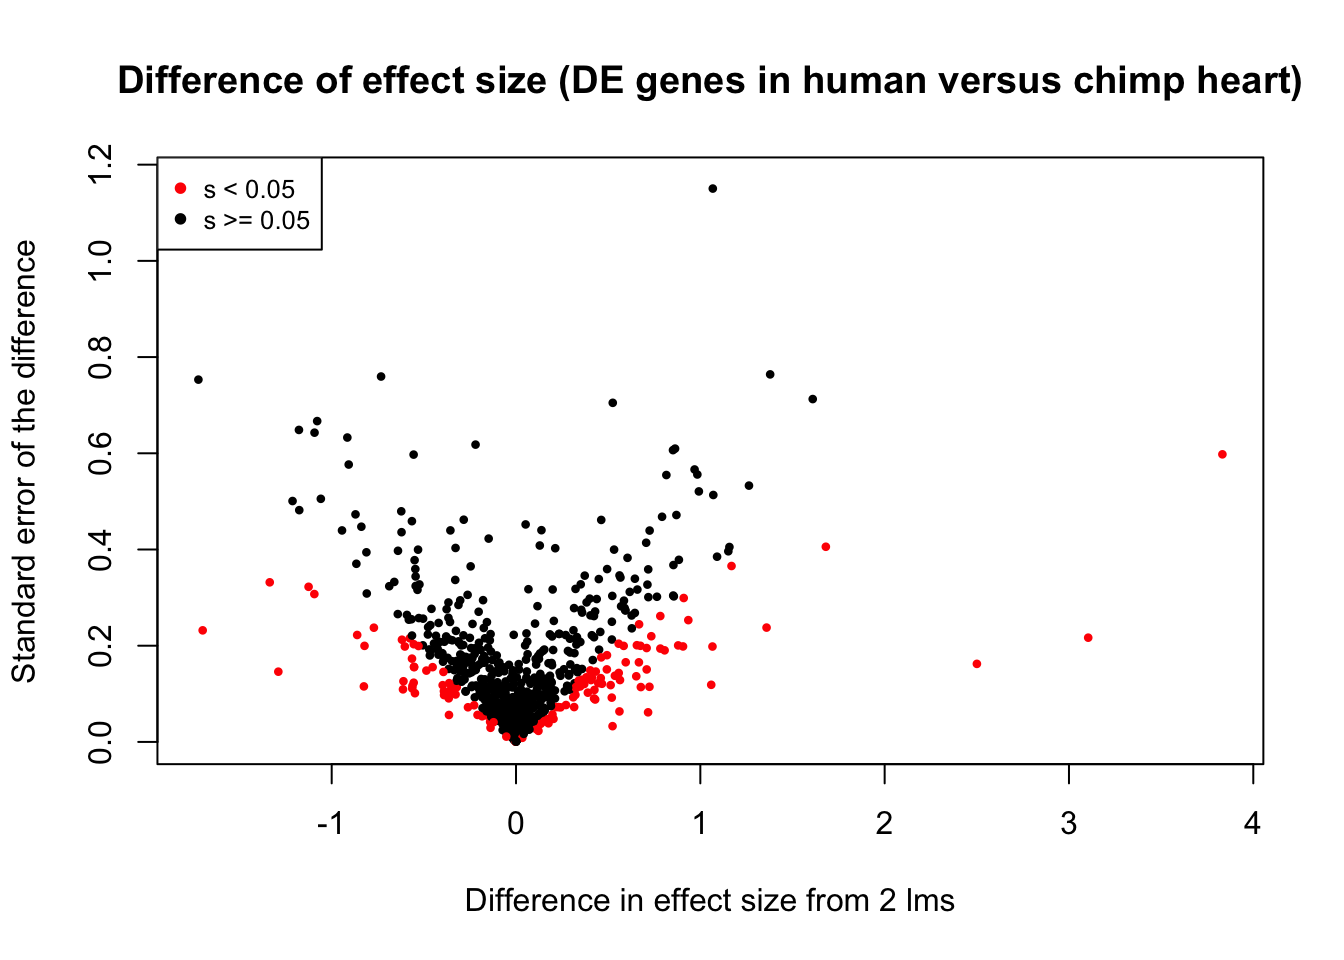 Difference of effect size (DE genes in human versus chimp heart)
s < 0.05
s >= 0.05
Standard error of the difference
1.2
1.0
0.8
0.6
0.4
0.2
0.0
-1 0 1 2 3 4
Difference in effect size from 2 lms